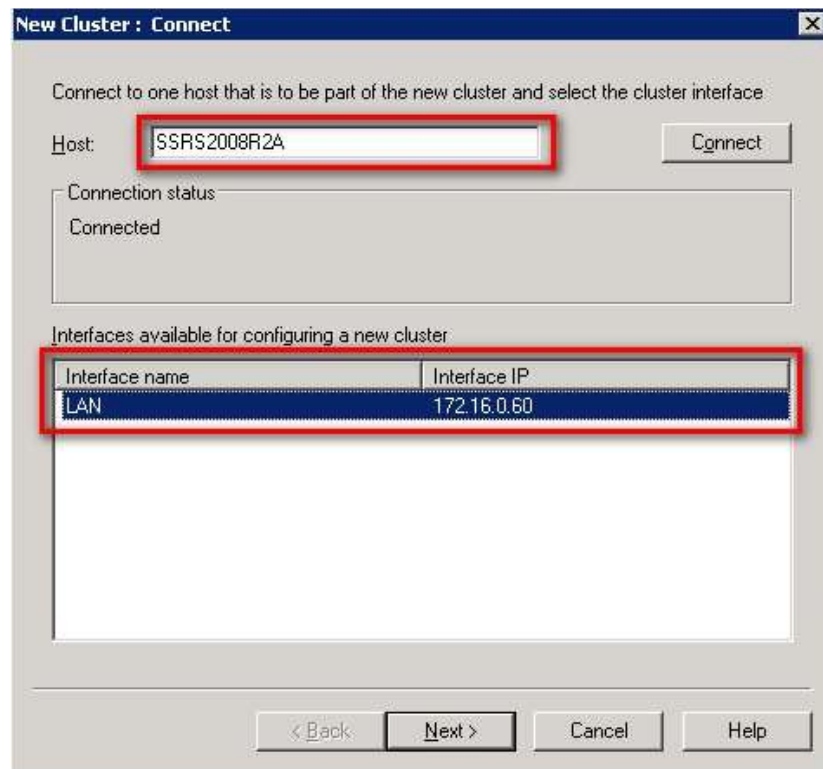 New Cluster : Connect
Connect to one host that is to be part of the new cluster and select the cluster interface
Host: SSRS2008R2A Connect
Connection status
Connected
Interfaces available for configuring a new cluster
Interface name Interface IP
LAN 172.16.0.60
< Back Next > Cancel Help